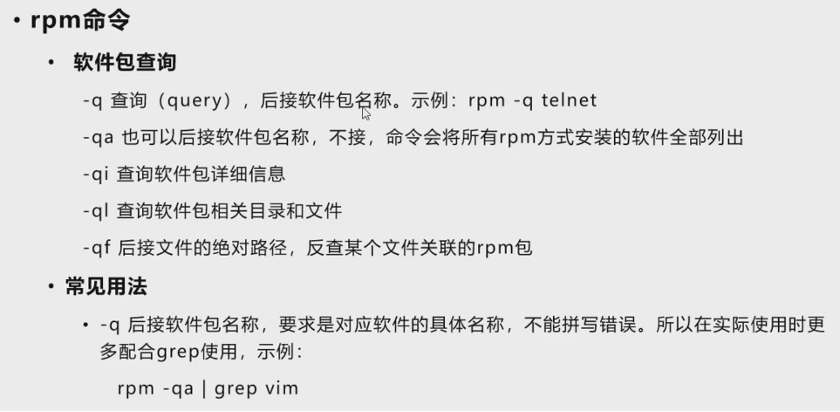 • rpm命令
• 软件包查询
-q 查询（query），后接软件包名称。示例：rpm -q telnet
-qa 也可以后接软件包名称，不接，命令会将所有rpm方式安装的软件全部列出
-qi 查询软件包详细信息
-ql 查询软件包相关目录和文件
-qf 后接文件的绝对路径，反查某个文件关联的rpm包
• 常见用法
• -q 后接软件包名称，要求是对应软件的具体名称，不能拼写错误。所以在实际使用时更
多配合grep使用，示例：
rpm -qa | grep vim